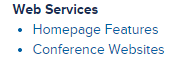 Web Services
• Homepage Features
• Conference Websites